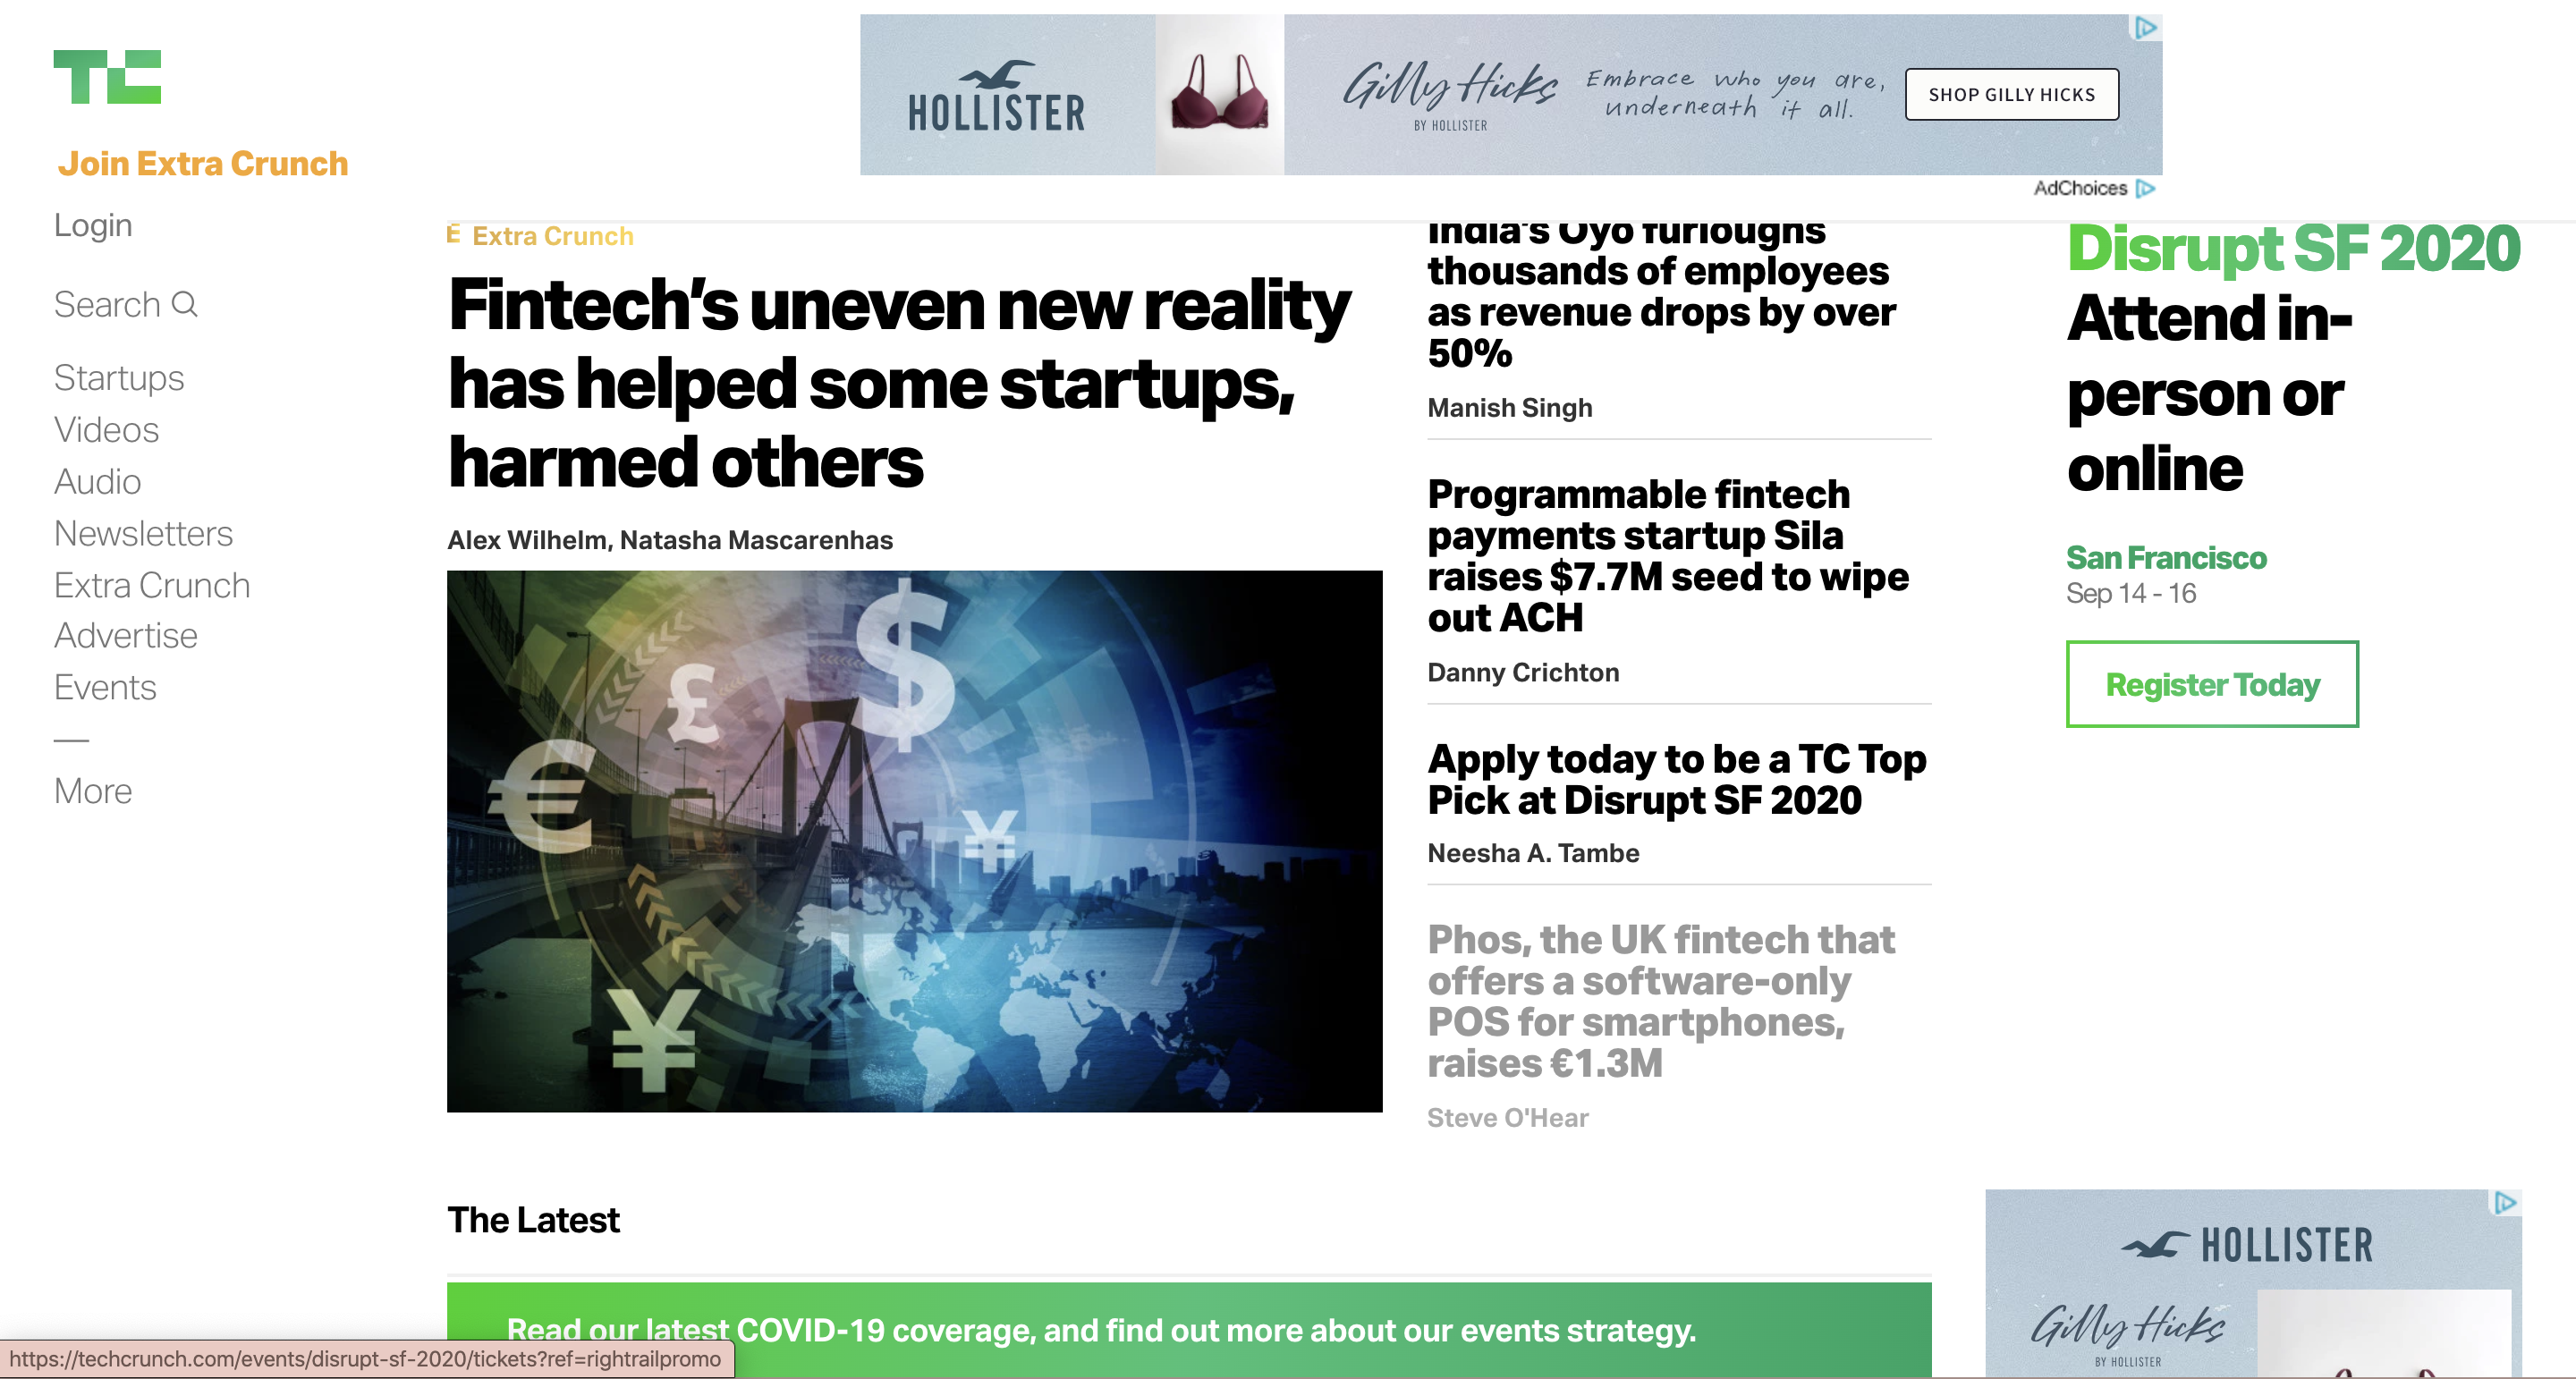 TC
Join Extra Crunch
Login
Search
Startups
Videos
Audio
Newsletters
Extra Crunch
Advertise
Events
—
More
HOLLISTER
Gilly Hicks
BY HOLLISTER
Embrace who you are,
underneath it all.
SHOP GILLY HICKS
AdChoices
Extra Crunch
Fintech’s uneven new reality
has helped some startups,
harmed others
Alex Wilhelm, Natasha Mascarenhas
$
£
€
¥
¥
India’s Oyo furloughs
thousands of employees
as revenue drops by over
50%
Manish Singh
Programmable fintech
payments startup Sila
raises $7.7M seed to wipe
out ACH
Danny Crichton
Apply today to be a TC Top
Pick at Disrupt SF 2020
Neesha A. Tambe
Phos, the UK fintech that
offers a software-only
POS for smartphones,
raises €1.3M
Steve O'Hear
Disrupt SF 2020
Attend in-
person or
online
San Francisco
Sep 14 - 16
Register Today
The Latest
Read our latest COVID-19 coverage, and find out more about our events strategy.
HOLLISTER
Gilly Hicks
BY HOLLISTER
https://techcrunch.com/events/disrupt-sf-2020/tickets?ref=rightrailpromo